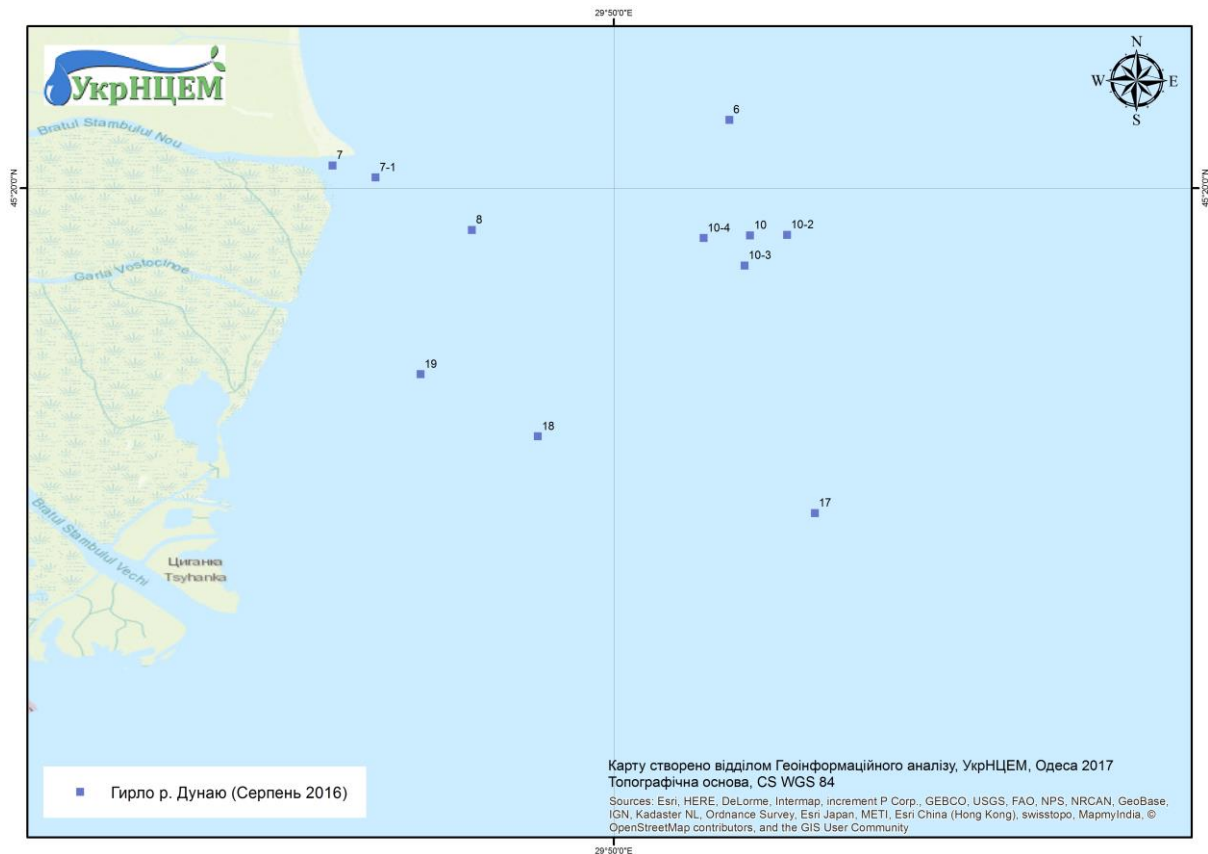 29°50'0"E
УкрНЦЕМ
N
W E
S
Bratul Stambulul Nou
6
7
7-1
45°20'0"N
45°20'0"N
8
10-4
10
10-2
10-3
Garla Vostocinoe
19
18
17
Bratul Stambulul Vechi
Циганка
Tsyhanka
Гирло р. Дунаю (Серпень 2016)
Карту створено відділом Геоінформаційного аналізу, УкрНЦЕМ, Одеса 2017
Топографічна основа, CS WGS 84
Sources: Esri, HERE, DeLorme, Intermap, increment P Corp., GEBCO, USGS, FAO, NPS, NRCAN, GeoBase,
IGN, Kadaster NL, Ordnance Survey, Esri Japan, METI, Esri China (Hong Kong), swisstopo, MapmyIndia, ©
OpenStreetMap contributors, and the GIS User Community
29°50'0"E